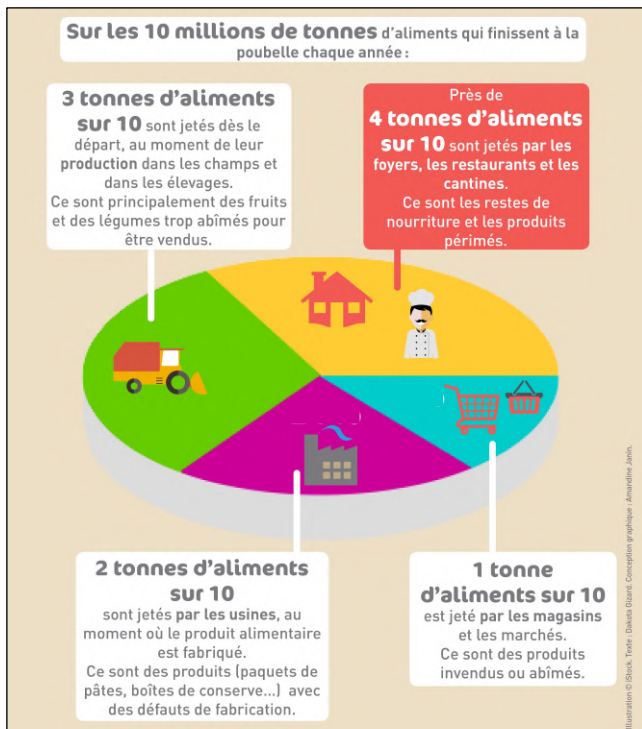 Sur les 10 millions de tonnes d'aliments qui finissent à la
poubelle chaque année :
3 tonnes d'aliments
sur 10 sont jetés dès le
départ, au moment de leur
production dans les champs et
dans les élevages.
Ce sont principalement des fruits
et des légumes trop abîmés pour
être vendus.
Près de
4 tonnes d'aliments
sur 10 sont jetés par les
foyers, les restaurants et les
cantines.
Ce sont les restes de
nourriture et les produits
périmés.
2 tonnes d'aliments
sur 10
sont jetés par les usines, au
moment où le produit alimentaire
est fabriqué.
Ce sont des produits (paquets de
pâtes, boîtes de conserve...) avec
des défauts de fabrication.
1 tonne
d'aliments sur 10
est jeté par les magasins
et les marchés.
Ce sont des produits
invendus ou abîmés.
Illustration © iStock. Texte : Dakota Gizard. Conception graphique : Amandine Janin.